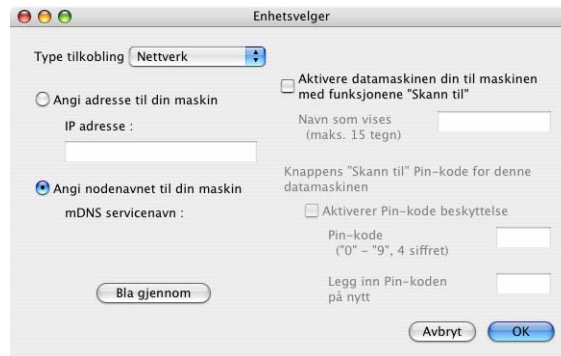 Enhetsvelger
Type tilkobling Nettverk
Angi adresse til din maskin
IP adresse :
Angi nodenavnet til din maskin
mDNS servicenavn :
Bla gjennom
Aktivere datamaskinen din til maskinen
med funksjonene "Skann til"
Navn som vises
(maks. 15 tegn)
Knappens "Skann til" Pin-kode for denne
datamaskinen
Aktiverer Pin-kode beskyttelse
Pin-kode
("0" – "9", 4 siffret)
Legg inn Pin-koden
på nytt
Avbryt OK